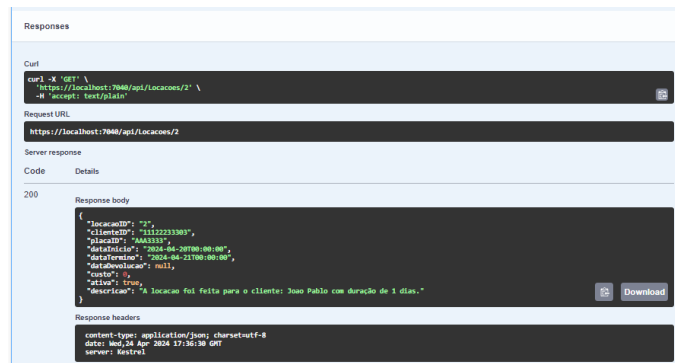 Responses
Curl
curl -X 'GET' \
'https://localhost:7040/api/Locacoes/2' \
-H 'accept: text/plain'
Request URL
https://localhost:7040/api/Locacoes/2
Server response
Code Details
200
Response body
{
"locacaoID": "2",
"clienteID": "11122233303",
"placaID": "AAA3333",
"dataInicio": "2024-04-20T00:00:00",
"dataTermino": "2024-04-21T00:00:00",
"dataDevolucao": null,
"custo": 0,
"ativa": true,
"descricao": "A locacao foi feita para o cliente: Joao Pablo com duração de 1 dias."
}
Download
Response headers
content-type: application/json; charset=utf-8
date: Wed,24 Apr 2024 17:36:30 GMT
server: Kestrel